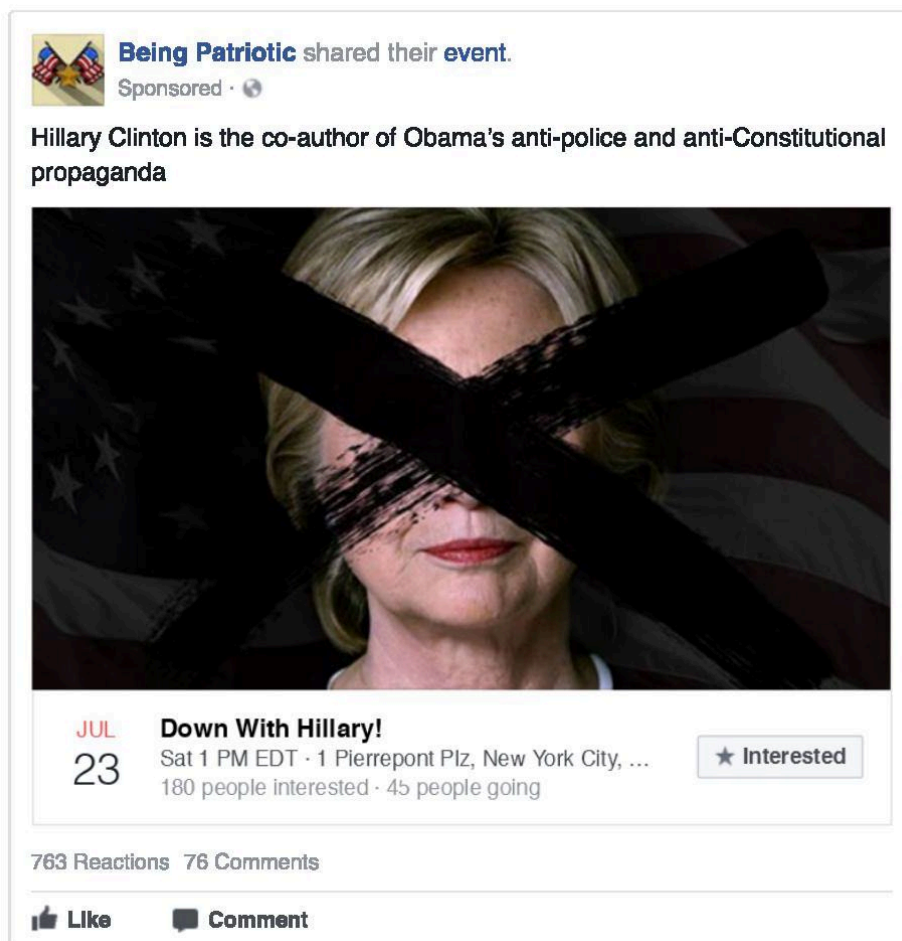 Being Patriotic shared their event.
Sponsored ·
Hillary Clinton is the co-author of Obama's anti-police and anti-Constitutional
propaganda
JUL
23
Down With Hillary!
Sat 1 PM EDT · 1 Pierrepont Plz, New York City, ...
180 people interested · 45 people going
Interested
763 Reactions 76 Comments
Like Comment